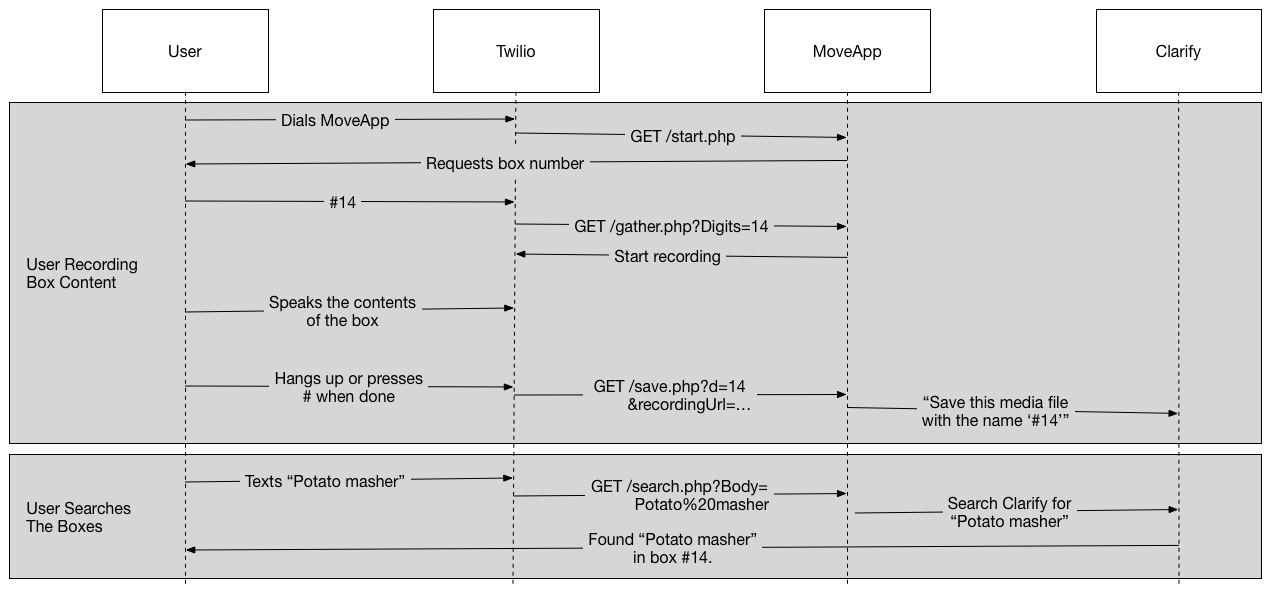 User
Twilio
MoveApp
Clarify
Dials MoveApp
GET /start.php
Requests box number
#14
GET /gather.php?Digits=14
Start recording
User Recording
Box Content
Speaks the contents
of the box
Hangs up or presses
# when done
GET /save.php?d=14
&recordingUrl=…
“Save this media file
with the name ‘#14’”
Texts “Potato masher”
GET /search.php?Body=
Potato%20masher
User Searches
The Boxes
Search Clarify for
“Potato masher”
Found “Potato masher”
in box #14.